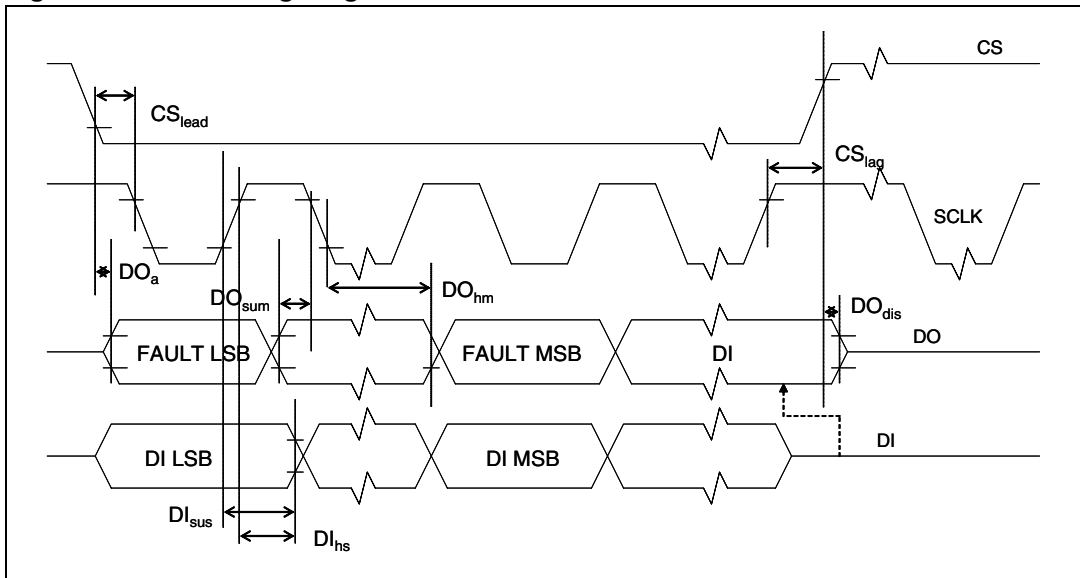 CS
CSlead
CSlag
SCLK
DOa
DOsum
DOhm
DOdis
FAULT LSB
FAULT MSB
DI
DO
DI LSB
DI MSB
DI
DIsus
DIhs